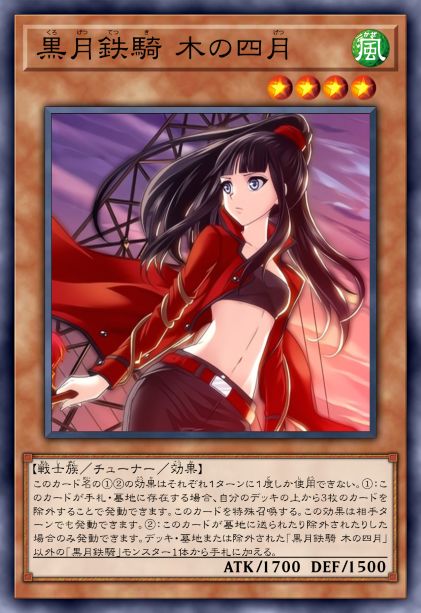 黒月鉄騎 木の四月
風
【戦士族／チューナー／効果】
このカード名の①②の効果はそれぞれ1ターンに1度しか使用できない。①：こ
のカードが手札・墓地に存在する場合、自分のデッキの上から3枚のカードを
除外することで発動できる。このカードを特殊召喚する。この効果は相手ター
ンでも発動できます。②：このカードが墓地に送られたり除外されたりした
場合のみ発動できます。デッキ・墓地または除外された「黒月鉄騎 木の四月」
以外の「黒月鉄騎」モンスター1体から手札に加える。
ATK/1700 DEF/1500